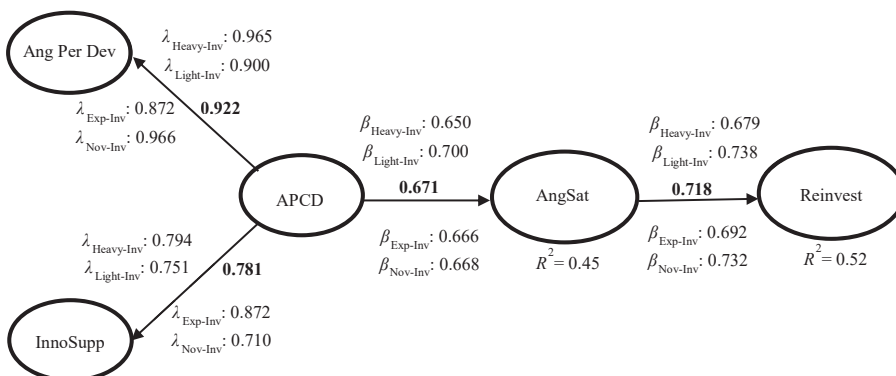 Ang Per Dev
λHeavy-Inv: 0.965
λLight-Inv: 0.900
λExp-Inv: 0.872
λNov-Inv: 0.966
0.922
APCD
λHeavy-Inv: 0.794
λLight-Inv: 0.751
0.781
λExp-Inv: 0.872
λNov-Inv: 0.710
InnoSupp
βHeavy-Inv: 0.650
βLight-Inv: 0.700
0.671
βExp-Inv: 0.666
βNov-Inv: 0.668
AngSat
R²= 0.45
βHeavy-Inv: 0.679
βLight-Inv: 0.738
0.718
βExp-Inv: 0.692
βNov-Inv: 0.732
Reinvest
R²= 0.52